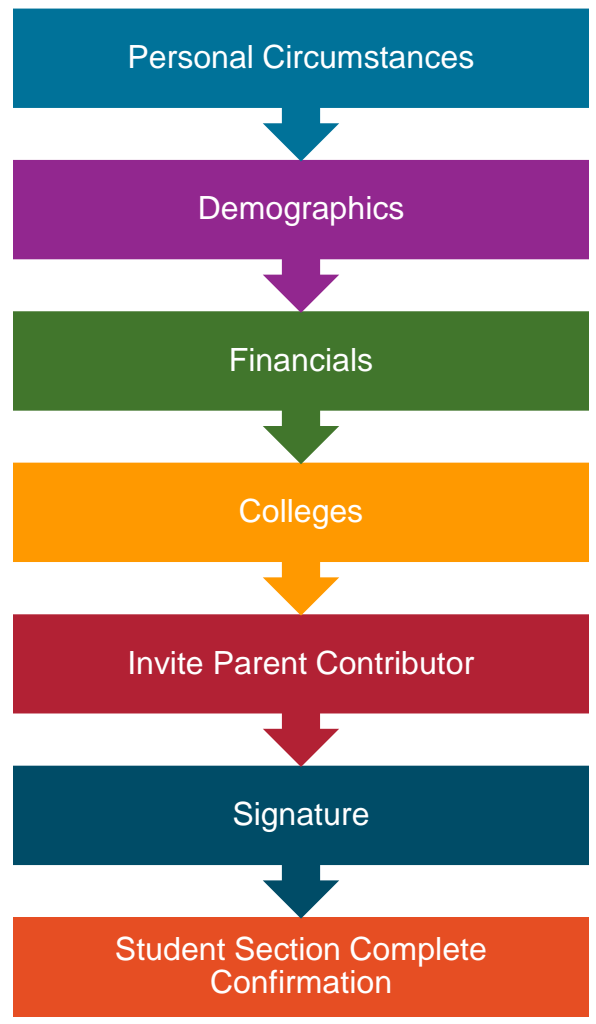 Personal Circumstances
Demographics
Financials
Colleges
Invite Parent Contributor
Signature
Student Section Complete
Confirmation